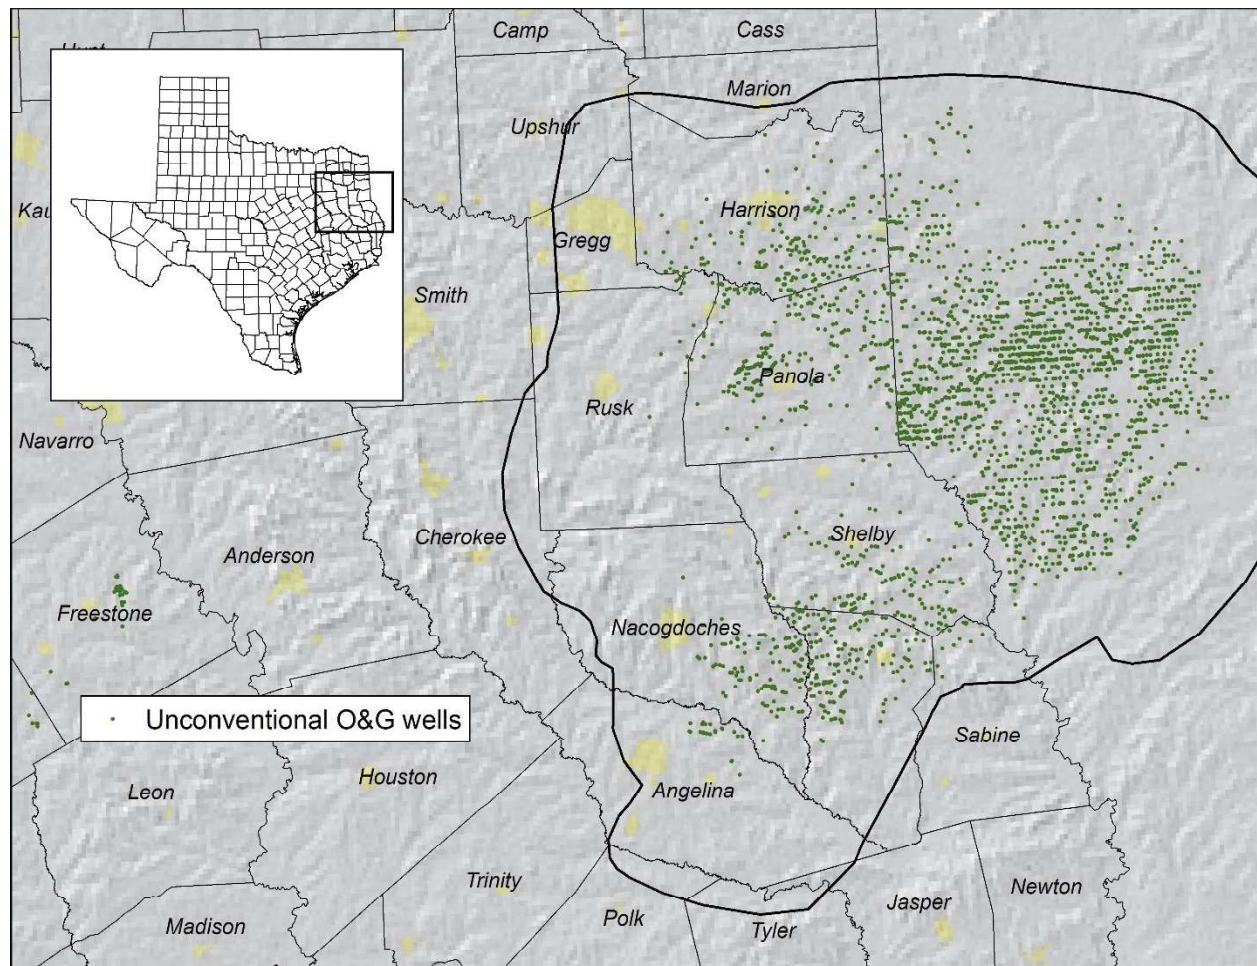 Camp
Cass
Marion
Upshur
Harrison
Gregg
Smith
Panola
Rusk
Navarro
Shelby
Cherokee
Anderson
Freestone
Nacogdoches
Unconventional O&G wells
Sabine
Houston
Leon
Angelina
Trinity
Newton
Jasper
Polk
Madison
Tyler